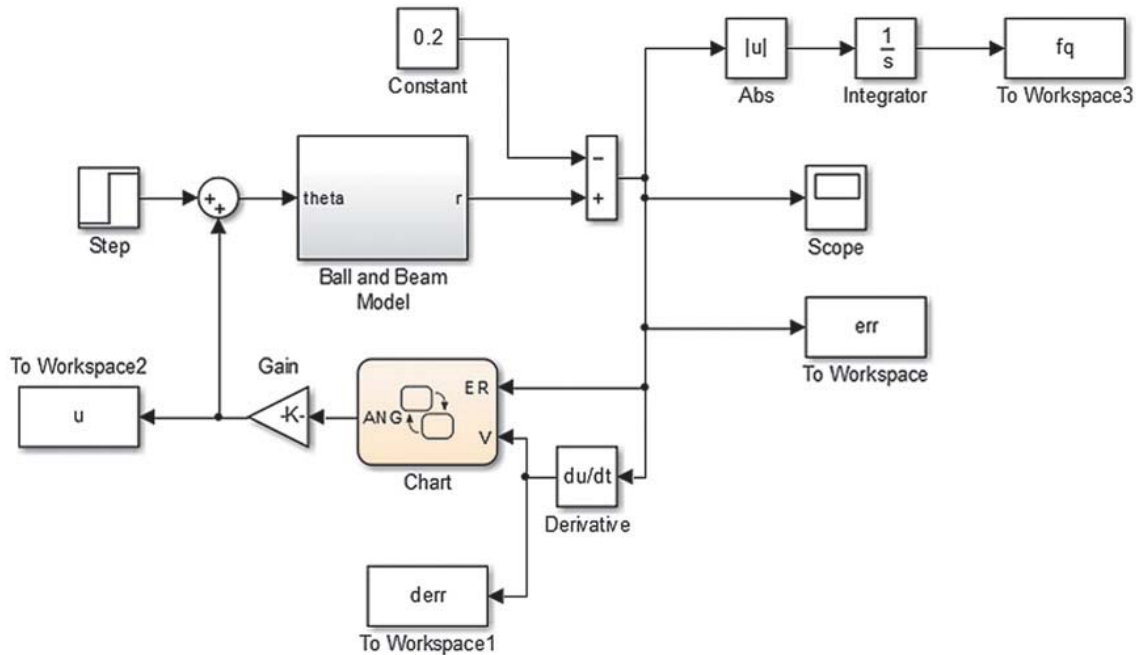 0.2
Constant
|u|
Abs
1
s
Integrator
fq
To Workspace3
Step
+
+
theta
r
Ball and Beam
Model
−
+
Scope
err
To Workspace
To Workspace2
u
Gain
-K-
ER
ANG
V
Chart
du/dt
Derivative
derr
To Workspace1